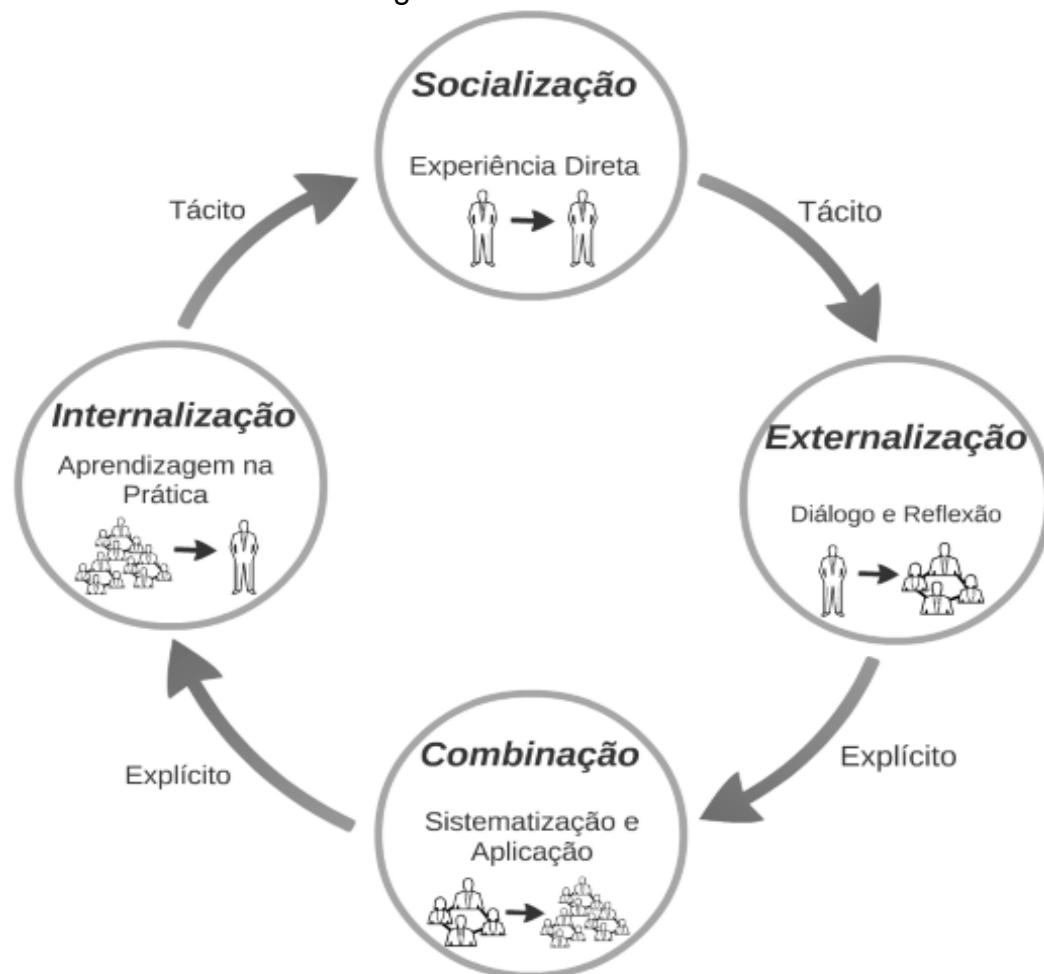 Socialização
Experiência Direta
Tácito
Tácito
Internalização
Aprendizagem na
Prática
Externalização
Diálogo e Reflexão
Explícito
Explícito
Combinação
Sistematização e
Aplicação